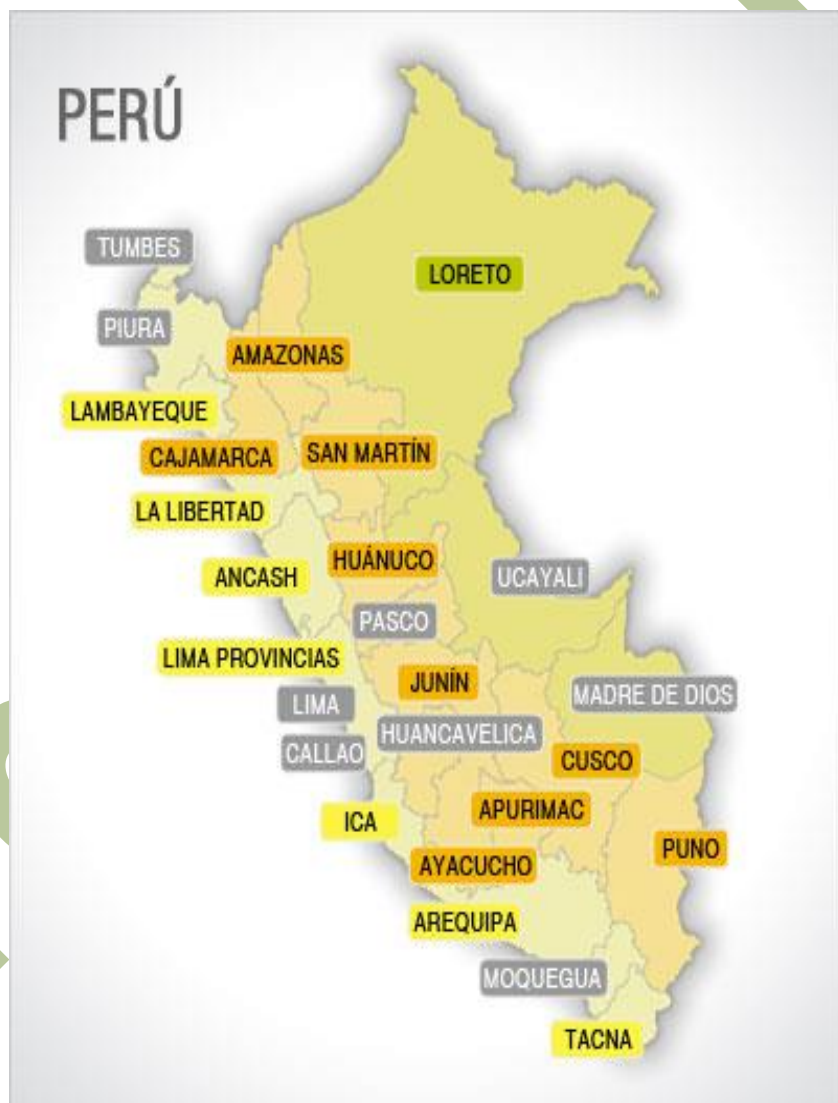 PERÚ
TUMBES
LORETO
PIURA
AMAZONAS
LAMBAYEQUE
CAJAMARCA
SAN MARTÍN
LA LIBERTAD
HUÁNUCO
ANCASH
UCAYALI
PASCO
LIMA PROVINCIAS
JUNÍN
MADRE DE DIOS
LIMA
HUANCAVELICA
CALLAO
CUSCO
APURIMAC
ICA
PUNO
AYACUCHO
AREQUIPA
MOQUEGUA
TACNA